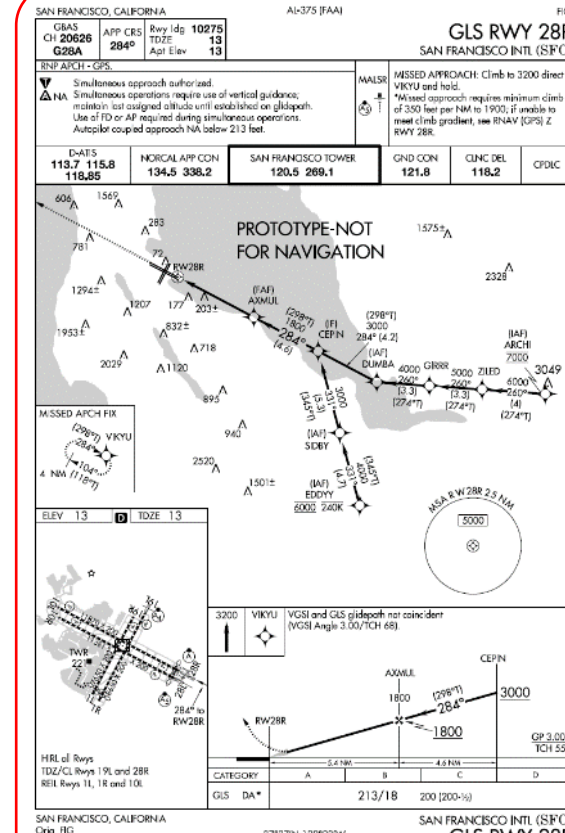 SAN FRANCISCO, CALIFORNIA
AL-375 (FAA)
GBAS
CH 20626
G28A
APP CRS
284°
Rwy ldg 10275
TDZE 13
Apt Elev 13
GLS RWY 28R
SAN FRANCISCO INTL (SFO)
RNP APCH - GPS.
NA
Simultaneous approach authorized.
Simultaneous operations require use of vertical guidance;
maintain last assigned altitude until established on glidepath.
Use of FD or AP required during simultaneous operations.
Autopilot coupled approach NA below 213 feet.
MALSR
MISSED APPROACH: Climb to 3200 direct
VIKYU and hold.
*Missed approach requires minimum climb
of 350 feet per NM to 1900; if unable to
meet climb gradient, see RNAV (GPS) Z
RWY 28R.
D-ATIS
113.7 115.8
118.85
NORCAL APP CON
134.5 338.2
SAN FRANCISCO TOWER
120.5 269.1
GND CON
121.8
CLNC DEL
118.2
CPDLC
PROTOTYPE-NOT
FOR NAVIGATION
606
1569
781
283
72
RW28R
1575±
2328
1294±
1207
177
203±
1953±
832±
718
2029
1120
895
940
2520
1501±
(FAF)
AXMUL
(298°T)
1800
284°
(4.6)
(IF)
CEPIN
(298°T)
3000
284° (4.2)
(IAF)
DUMBA
4000
260°
(3.3)
(274°T)
GIRRR
5000
260°
(3.3)
(274°T)
ZILED
6000
260°
(4)
(274°T)
(IAF)
ARCHI
7000
3049
3000
331°
(5.3)
(345°T)
(IAF)
SIDBY
4000
331°
(4.7)
(345°T)
(IAF)
EDDYY
6000 240K
MISSED APCH FIX
(298°T)
284°
VIKYU
104°
(118°T)
4 NM
MSA RW28R 25 NM
5000
ELEV 13
D
TDZE 13
TWR
221
284° to
RW28R
HIRL all Rwys
TDZ/CL Rwys 19L and 28R
REIL Rwys 1L, 1R and 10L
3200
VIKYU
VGSI and GLS glidepath not coincident
(VGSI Angle 3.00/TCH 68).
CEPIN
AXMUL
1800
(298°T)
284°
3000
1800
RW28R
GP 3.00
TCH 55
5.4 NM
4.6 NM
CATEGORY
A
B
C
D
GLS DA*
213/18 200 (200-½)
SAN FRANCISCO, CALIFORNIA
SAN FRANCISCO INTL (SFO)